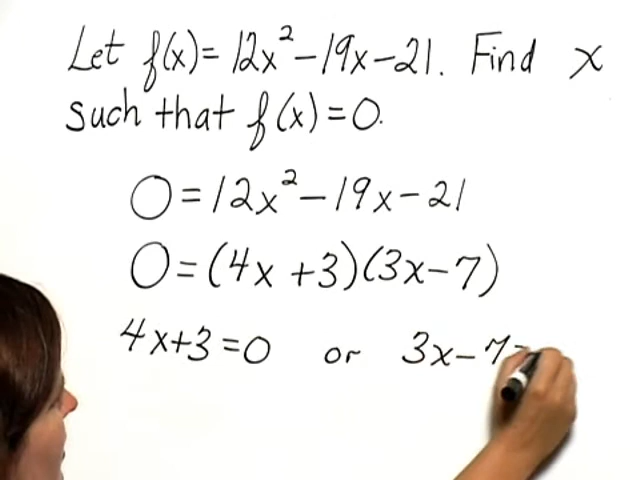 Let f(x)=12x²-19x-21. Find x
such that f(x)=0.
0=12x²-19x-21
0=(4x+3)(3x-7)
4x+3=0 or 3x-7=